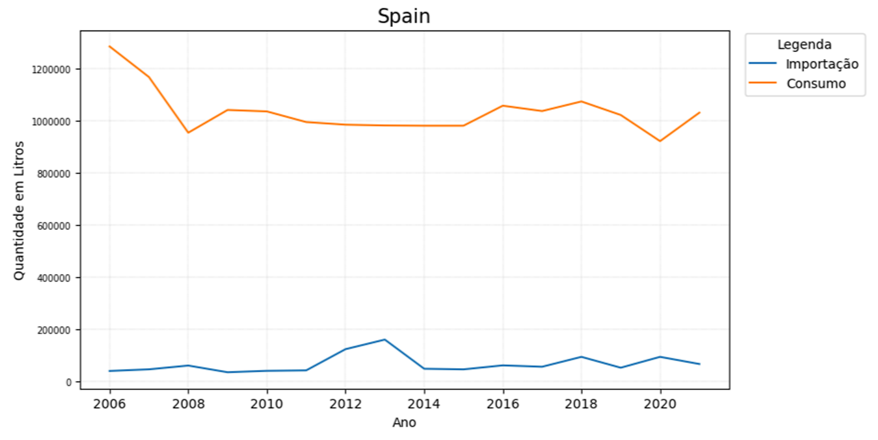 Spain
Legenda
Importação
Consumo
Quantidade em Litros
1200000
1000000
800000
600000
400000
200000
0
2006 2008 2010 2012 2014 2016 2018 2020
Ano